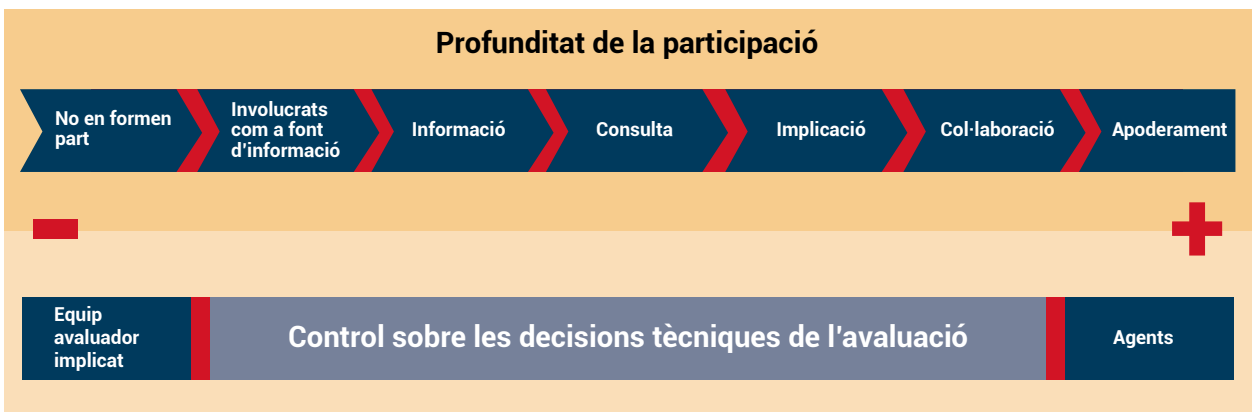 Profunditat de la participació
No en formen
part
Involucrats
com a font
d'informació
Informació
Consulta
Implicació
Col·laboració
Apoderament
Equip
avaluador
implicat
Control sobre les decisions tècniques de l'avaluació
Agents